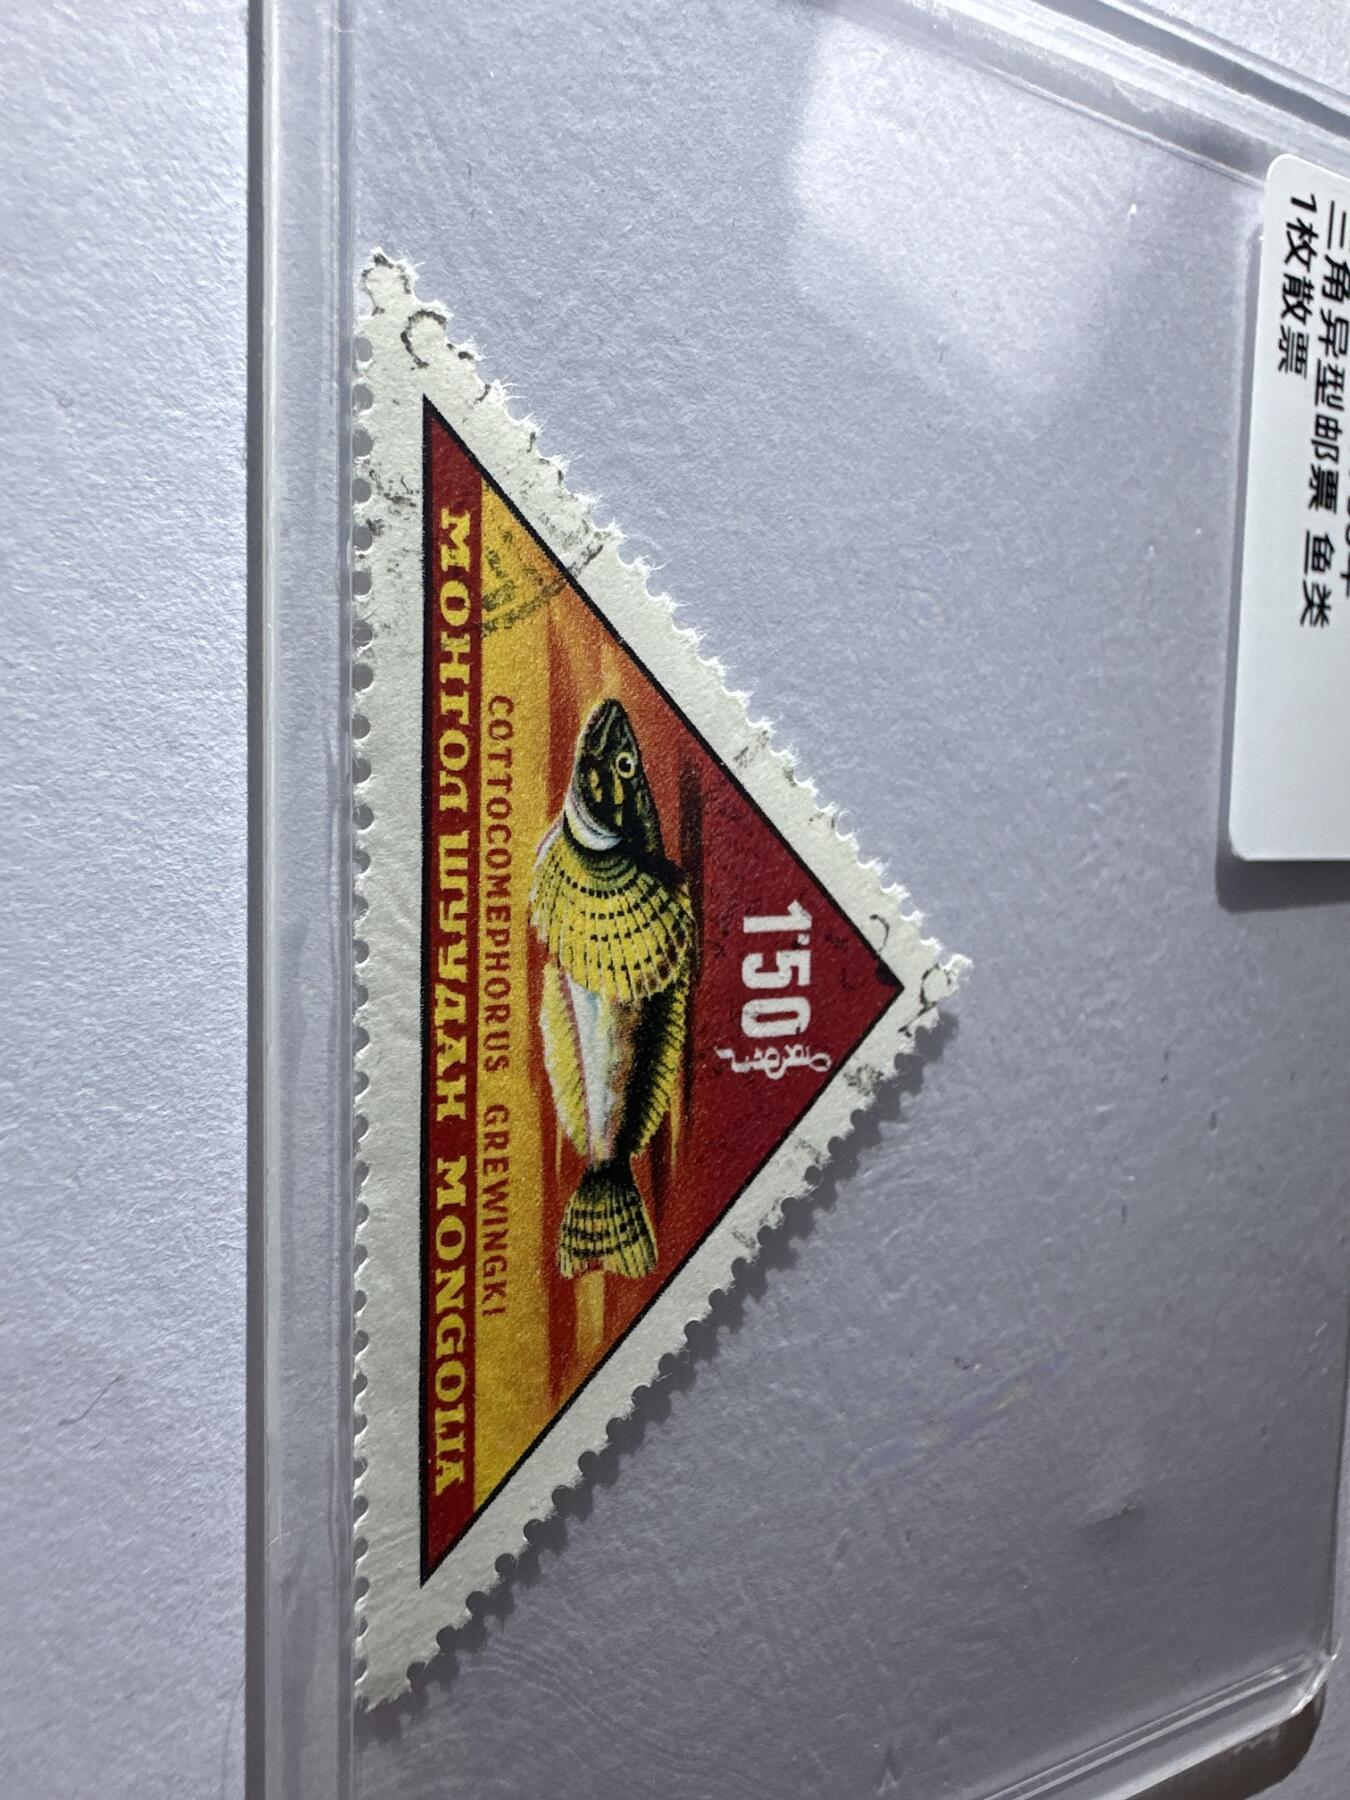 三角异型邮票 鱼类
1枚散票
1'50₮
COTTOCOMEPHORUS GREWINGKI
МОНГОЛ ШУУДАН MONGOLIA